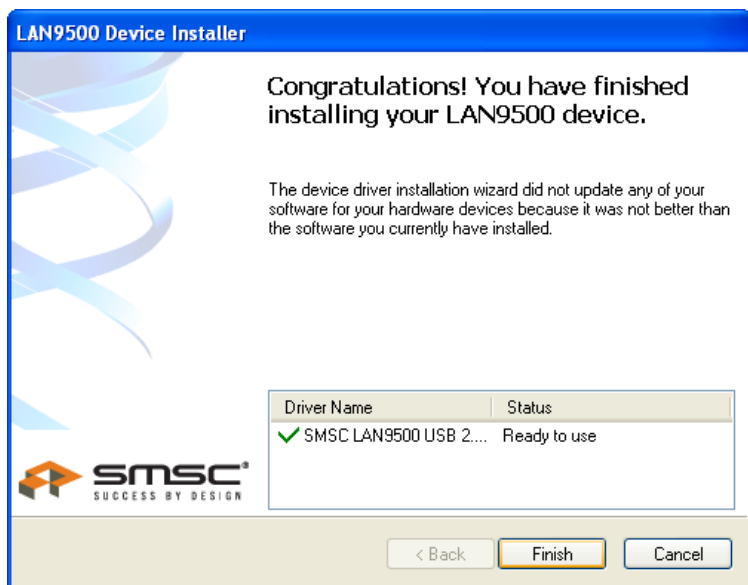 LAN9500 Device Installer
Congratulations! You have finished
installing your LAN9500 device.
The device driver installation wizard did not update any of your
software for your hardware devices because it was not better than
the software you currently have installed.
Driver Name Status
SMSC LAN9500 USB 2.... Ready to use
smsc®
SUCCESS BY DESIGN
< Back Finish Cancel